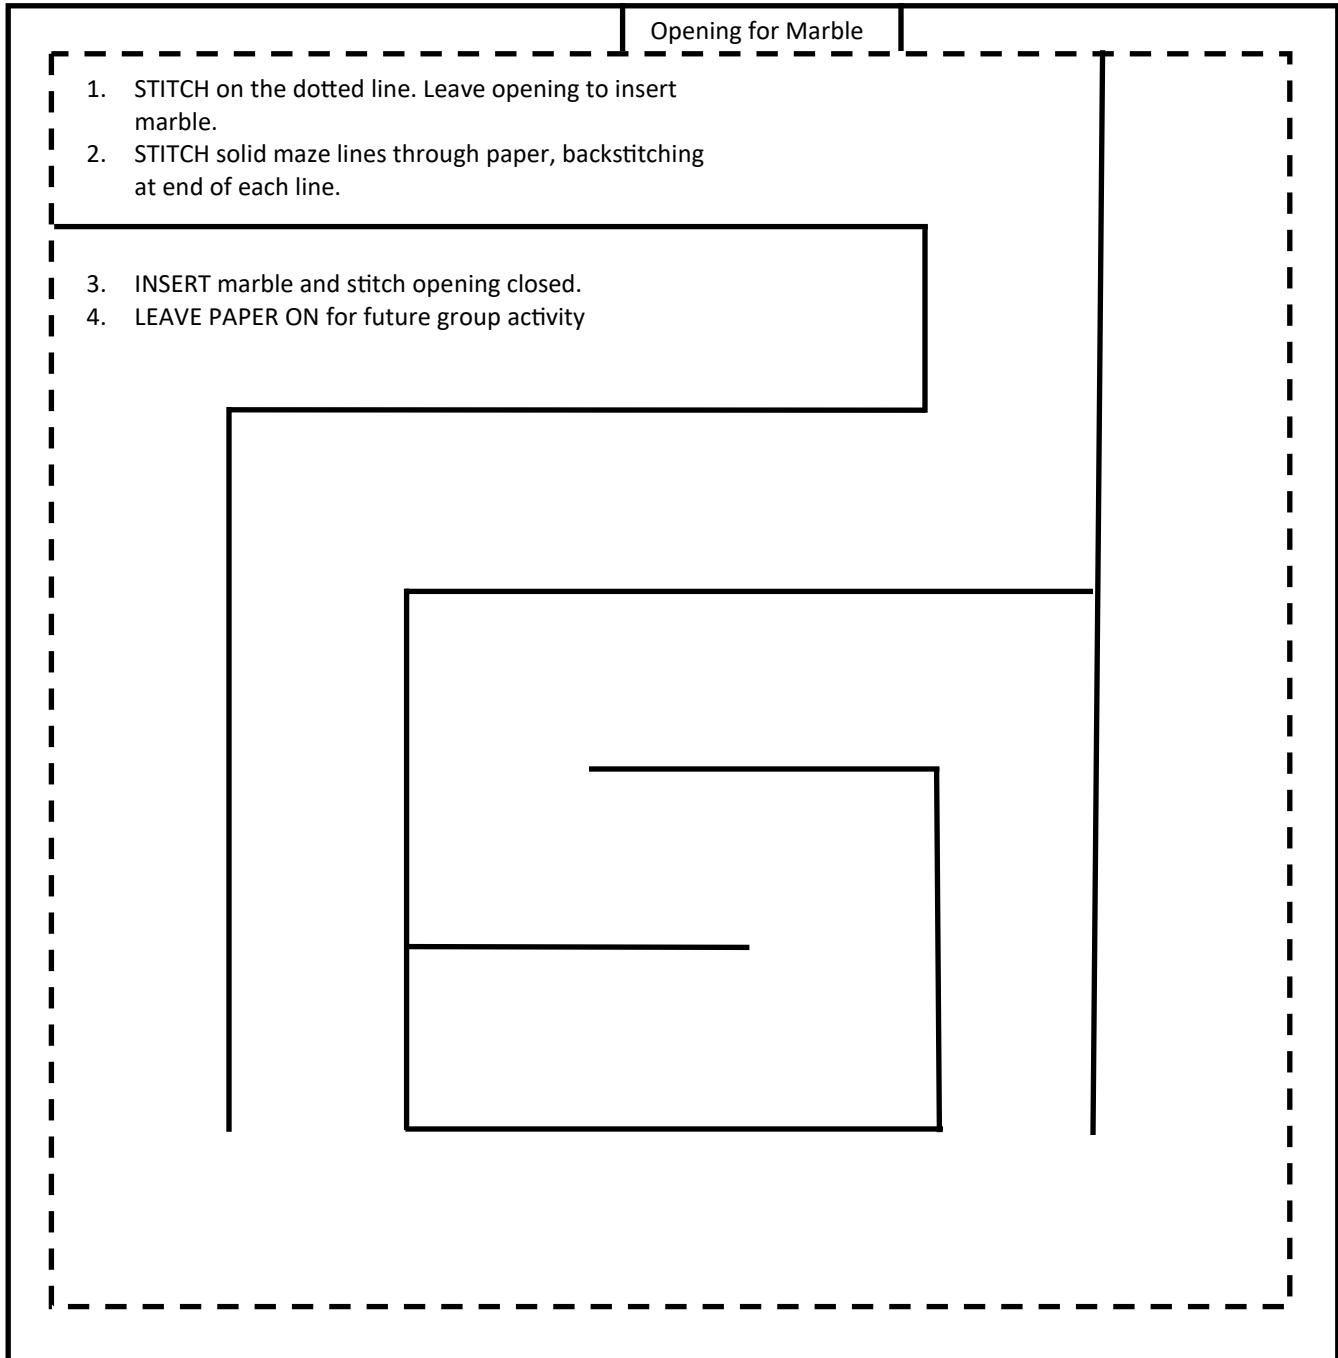 Opening for Marble
1. STITCH on the dotted line. Leave opening to insert
marble.
2. STITCH solid maze lines through paper, backstitching
at end of each line.
3. INSERT marble and stitch opening closed.
4. LEAVE PAPER ON for future group activity